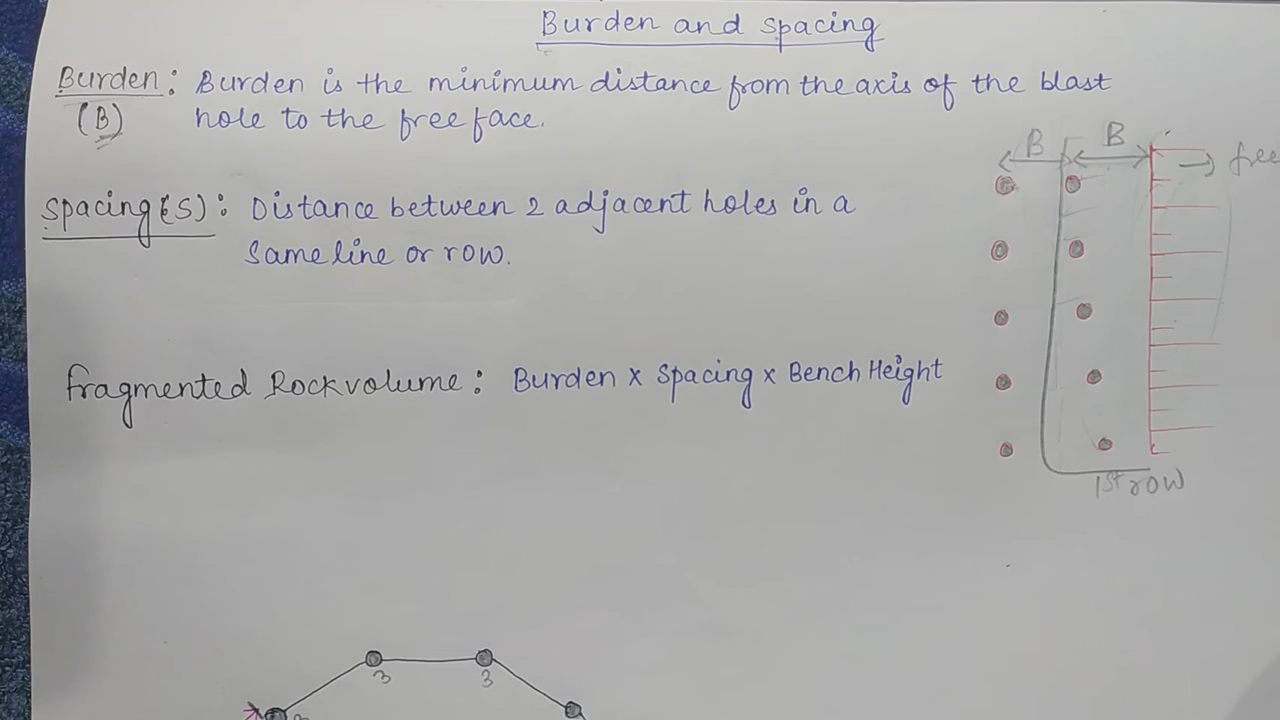 Burden and spacing
Burden: Burden is the minimum distance from the axis of the blast
(B) hole to the free face.
B B
free
Spacing(S): Distance between 2 adjacent holes in a
same line or row.
Fragmented Rock volume: Burden x Spacing x Bench Height
1st row
3 3